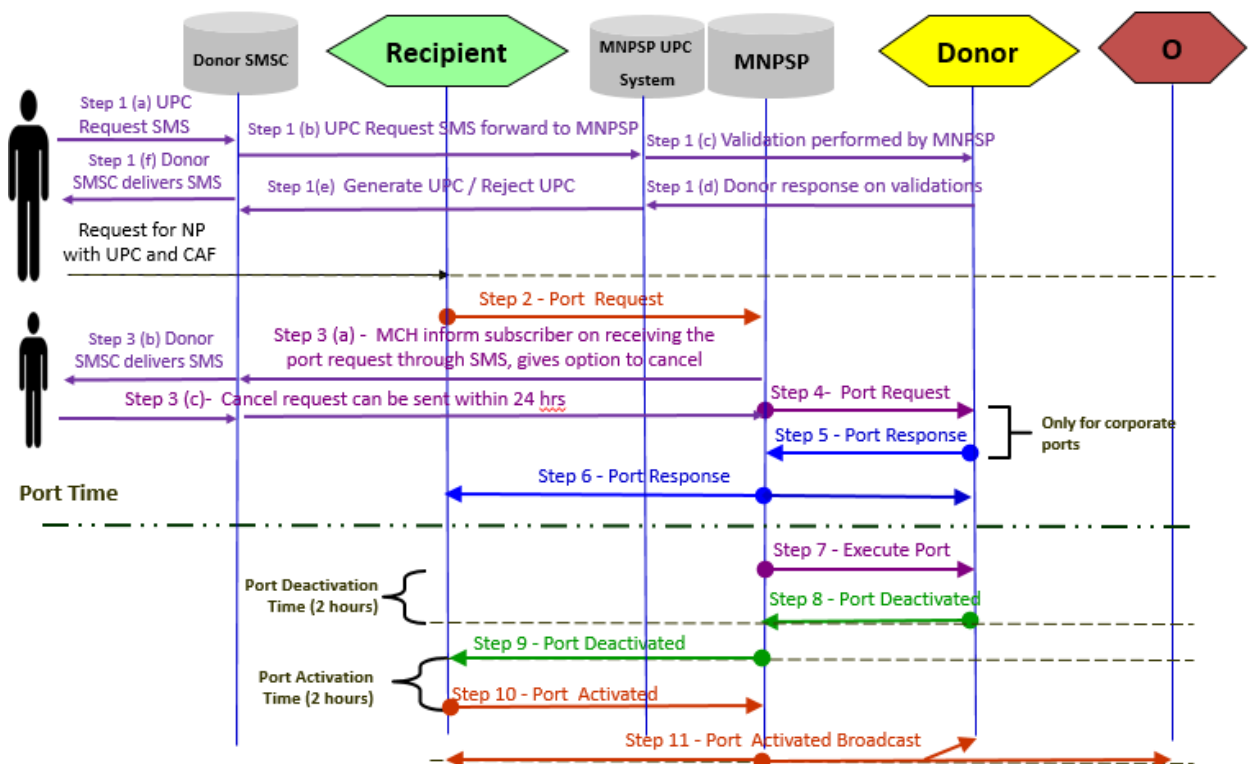 Donor SMSC
Recipient
MNPSP UPC
System
MNPSP
Donor
O
Step 1 (a) UPC
Request SMS
Step 1 (b) UPC Request SMS forward to MNPSP
Step 1 (c) Validation performed by MNPSP
Step 1 (f) Donor
SMSC delivers SMS
Step 1(e) Generate UPC / Reject UPC
Step 1 (d) Donor response on validations
Request for NP
with UPC and CAF
Step 2 - Port Request
Step 3 (b) Donor
SMSC delivers SMS
Step 3 (a) - MCH inform subscriber on receiving the
port request through SMS, gives option to cancel
Step 3 (c)- Cancel request can be sent within 24 hrs
Step 4- Port Request
Only for corporate
ports
Step 5 - Port Response
Step 6 - Port Response
Port Time
Step 7 - Execute Port
Port Deactivation
Time (2 hours)
Step 8 - Port Deactivated
Step 9 - Port Deactivated
Port Activation
Time (2 hours)
Step 10 - Port Activated
Step 11 - Port Activated Broadcast